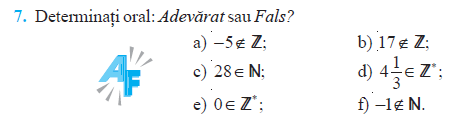 7. Determinați oral: Adevărat sau Fals?
a) –5 ∉ ℤ; b) 17 ∉ ℤ;
AF
c) 28 ∈ ℕ; d) 4 1/3 ∈ ℤ*;
e) 0 ∈ ℤ*; f) –1 ∉ ℕ.